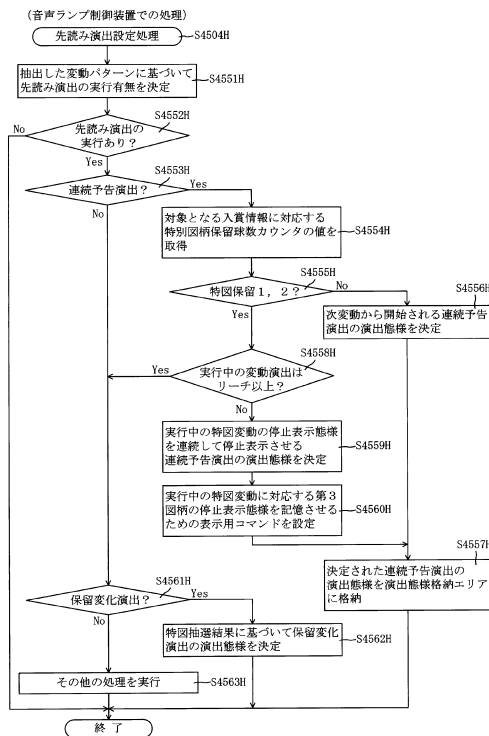 （音声ランプ制御装置での処理）
先読み演出設定処理
S4504H
抽出した変動パターンに基づいて
先読み演出の実行有無を決定
S4551H
S4552H
先読み演出の
実行あり？
No
Yes
S4553H
連続予告演出？
Yes
No
対象となる入賞情報に対応する
特別図柄保留球数カウンタの値を
取得
S4554H
S4555H
特図保留１，２？
No
Yes
S4556H
次変動から開始される連続予告
演出の演出態様を決定
S4558H
実行中の変動演出は
リーチ以上？
Yes
No
実行中の特図変動の停止表示態様
を連続して停止表示させる
連続予告演出の演出態様を決定
S4559H
実行中の特図変動に対応する第３
図柄の停止表示態様を記憶させる
ための表示用コマンドを設定
S4560H
S4557H
決定された連続予告演出の
演出態様を演出態様格納エリア
に格納
S4561H
保留変化演出？
Yes
No
特図抽選結果に基づいて保留変化
演出の演出態様を決定
S4562H
その他の処理を実行
S4563H
終了